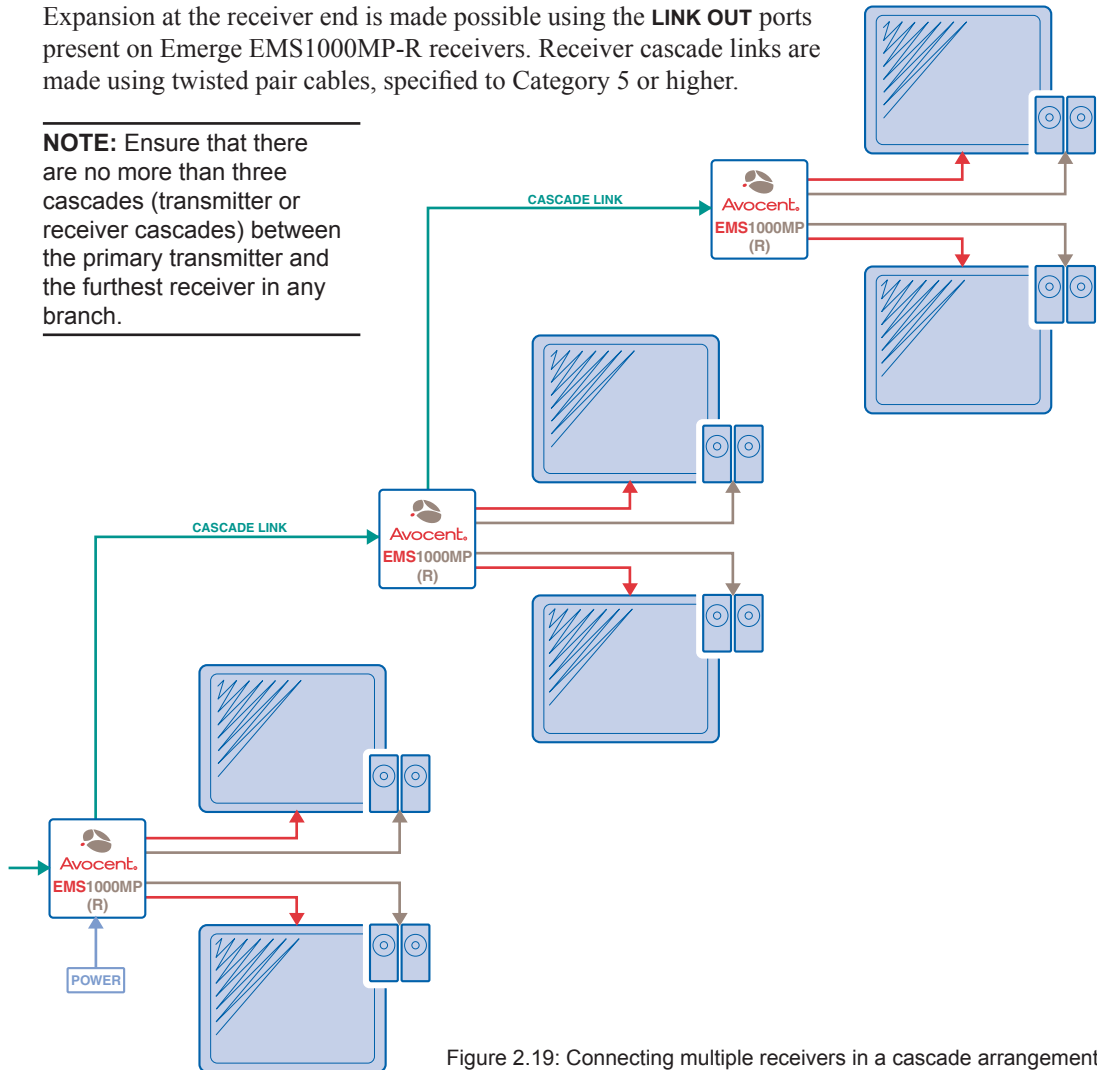 Expansion at the receiver end is made possible using the LINK OUT ports
present on Emerge EMS1000MP-R receivers. Receiver cascade links are
made using twisted pair cables, specified to Category 5 or higher.
NOTE: Ensure that there
are no more than three
cascades (transmitter or
receiver cascades) between
the primary transmitter and
the furthest receiver in any
branch.
CASCADE LINK
Avocent.
EMS1000MP
(R)
CASCADE LINK
Avocent.
EMS1000MP
(R)
Avocent.
EMS1000MP
(R)
POWER
Figure 2.19: Connecting multiple receivers in a cascade arrangement